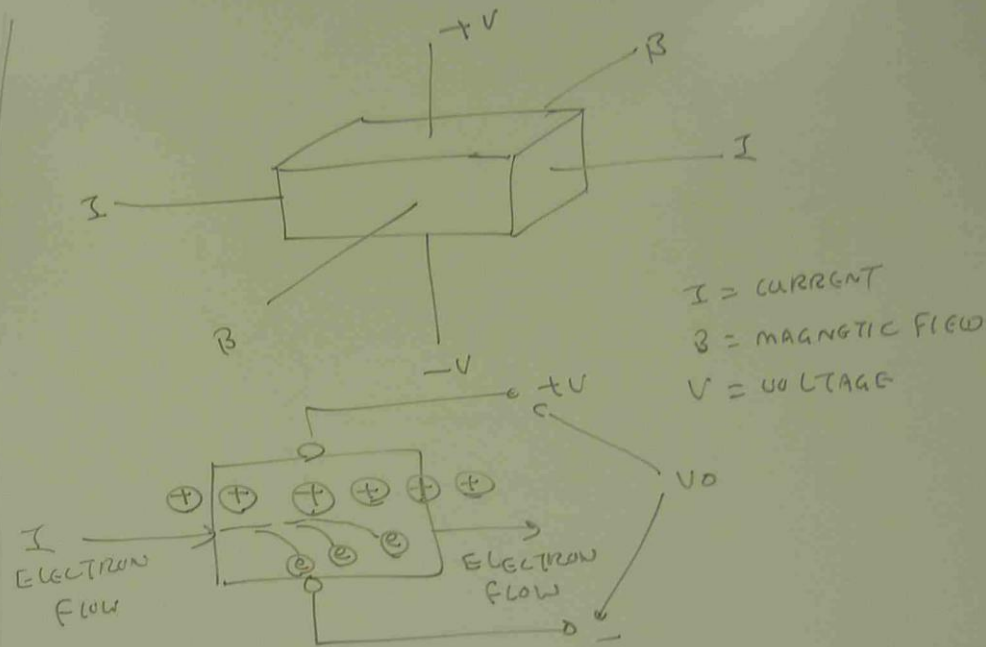 +V
B
I
I
B
-V
I = CURRENT
B = MAGNETIC FIELD
V = VOLTAGE
+V
VO
+ + + + + +
I
e e e
ELECTRON
FLOW
ELECTRON
FLOW
-